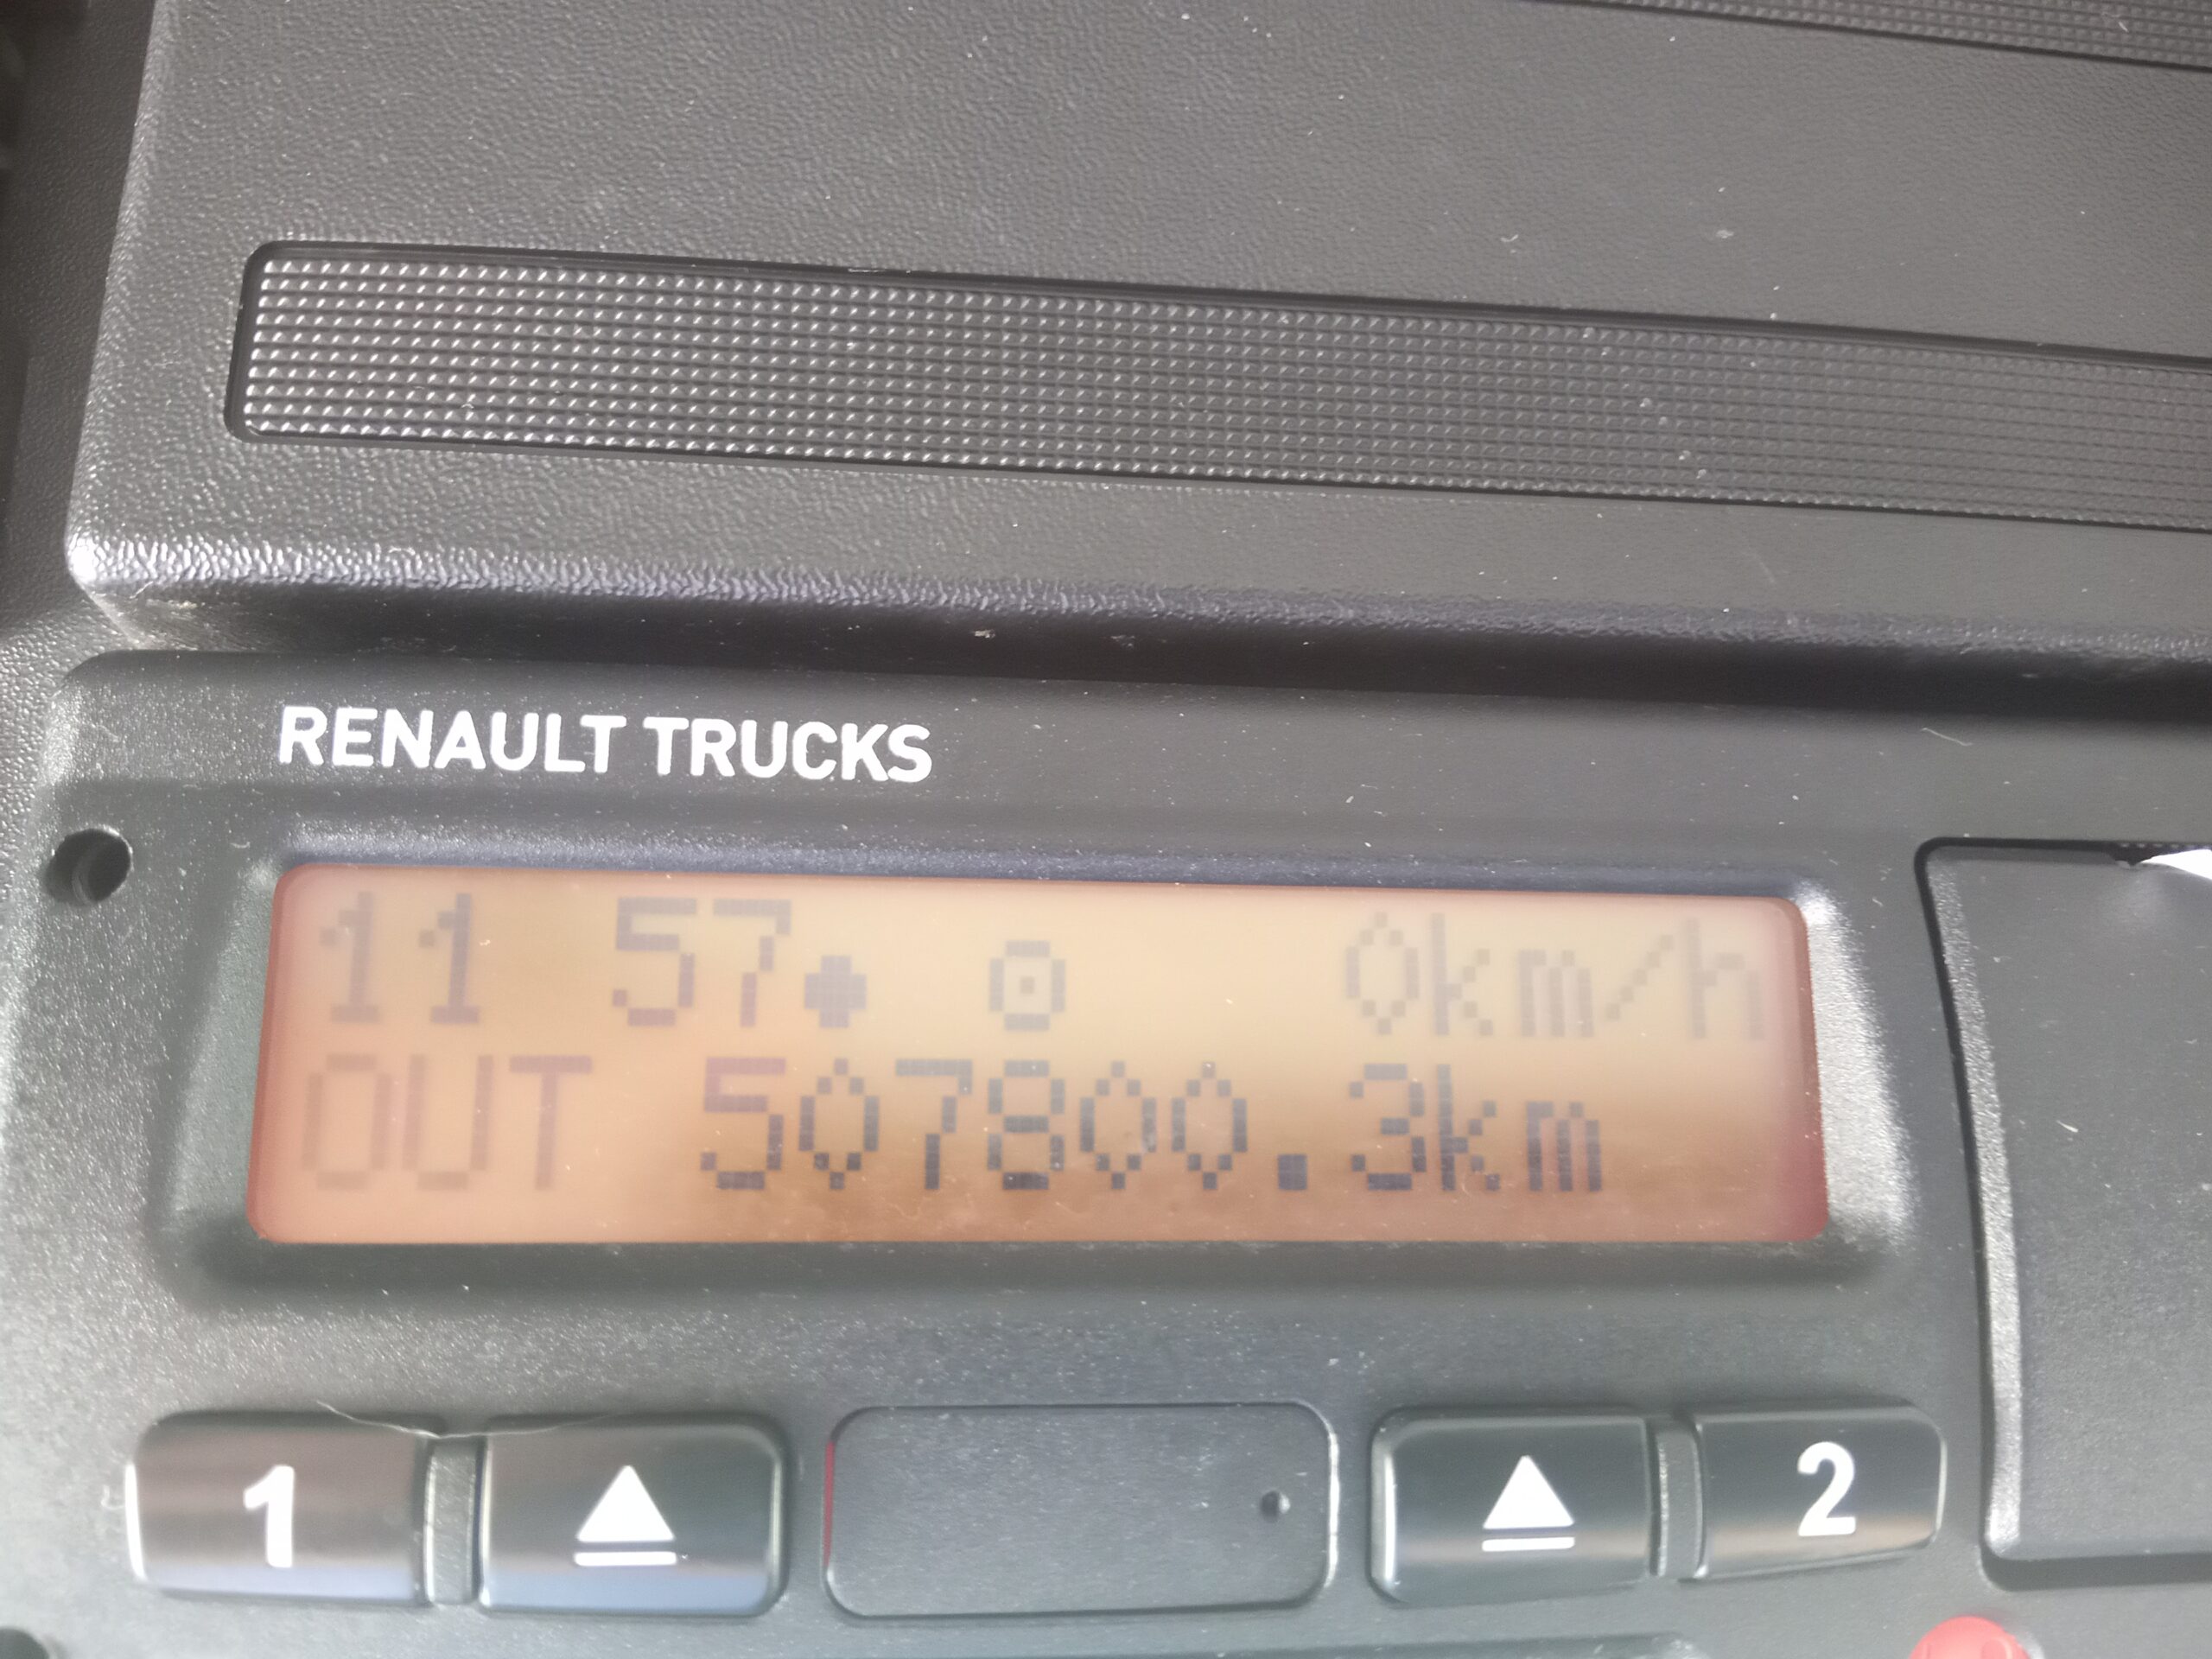 RENAULT TRUCKS
11 57 0km/h
OUT 507800.3km
1 2